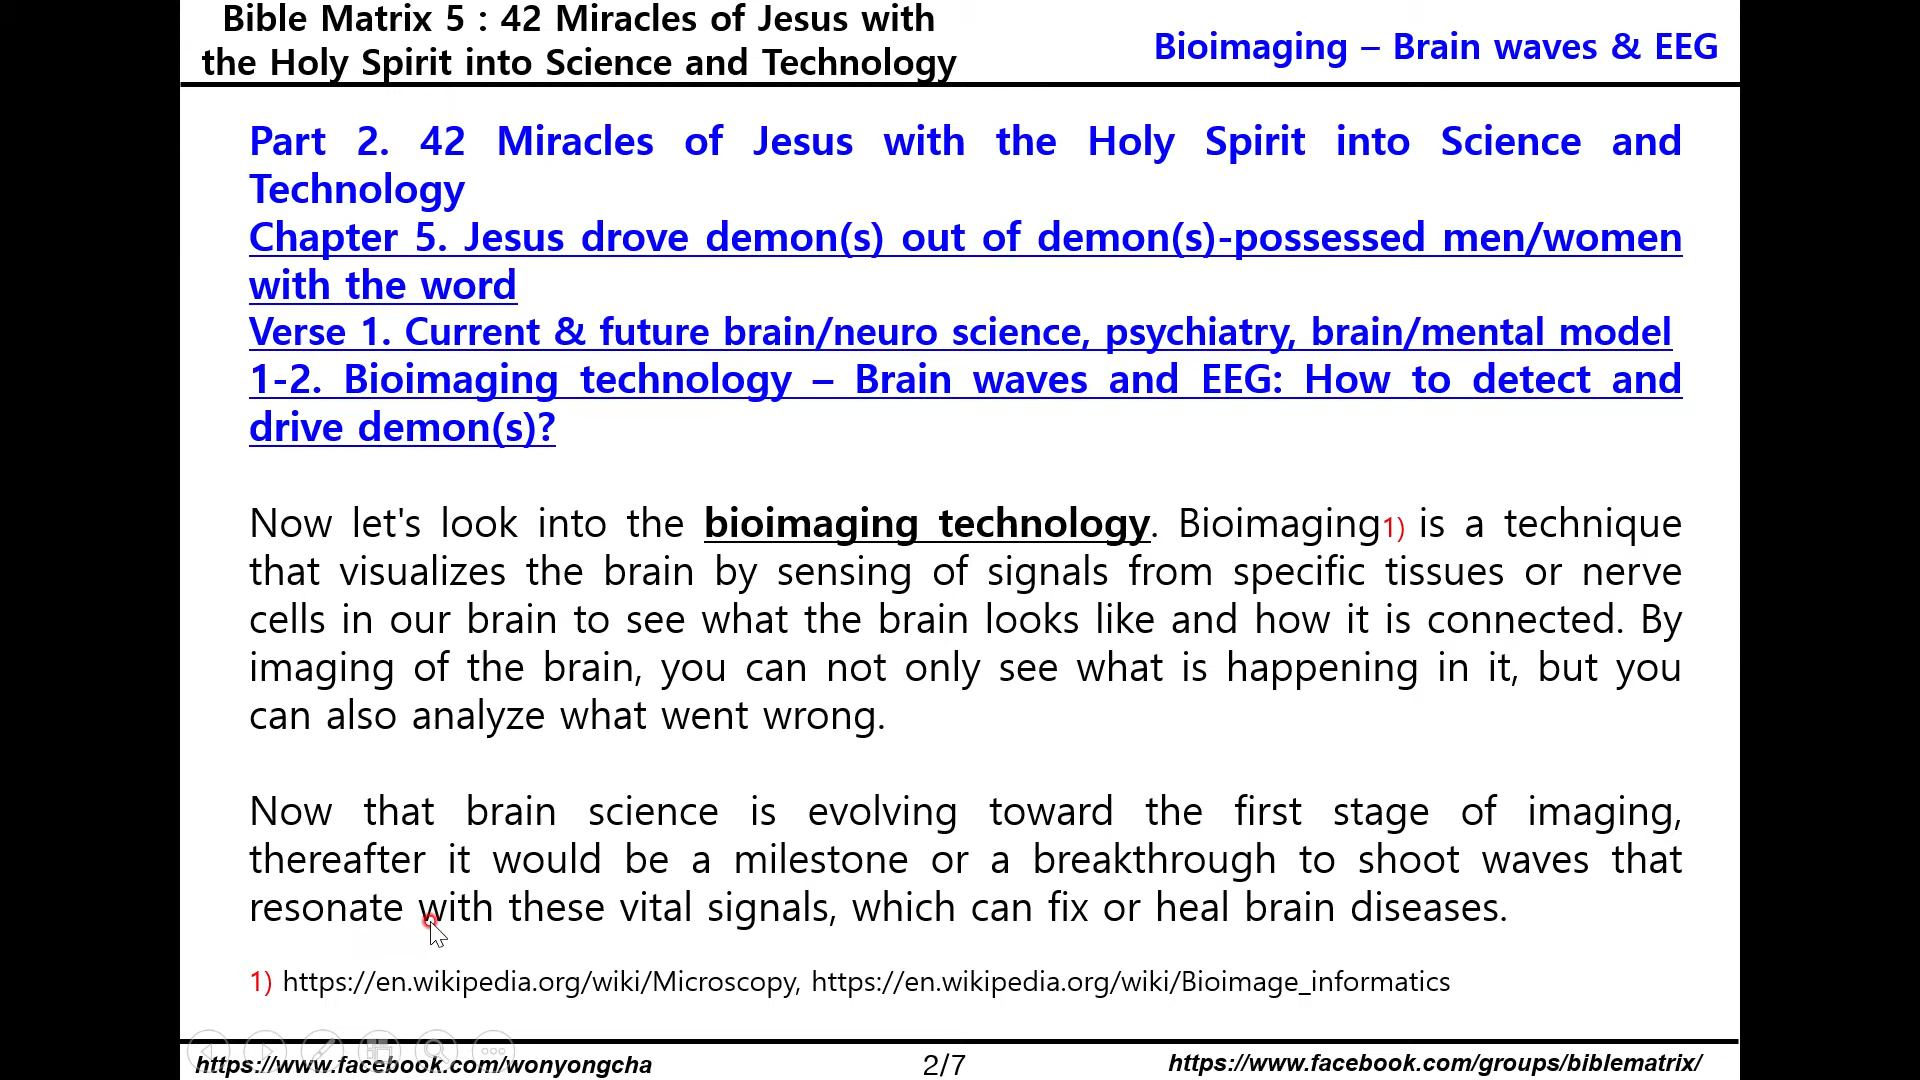 Bible Matrix 5 : 42 Miracles of Jesus with
the Holy Spirit into Science and Technology
Bioimaging – Brain waves & EEG
Part 2. 42 Miracles of Jesus with the Holy Spirit into Science and
Technology
Chapter 5. Jesus drove demon(s) out of demon(s)-possessed men/women
with the word
Verse 1. Current & future brain/neuro science, psychiatry, brain/mental model
1-2. Bioimaging technology – Brain waves and EEG: How to detect and
drive demon(s)?
Now let's look into the bioimaging technology. Bioimaging1) is a technique
that visualizes the brain by sensing of signals from specific tissues or nerve
cells in our brain to see what the brain looks like and how it is connected. By
imaging of the brain, you can not only see what is happening in it, but you
can also analyze what went wrong.
Now that brain science is evolving toward the first stage of imaging,
thereafter it would be a milestone or a breakthrough to shoot waves that
resonate with these vital signals, which can fix or heal brain diseases.
1) https://en.wikipedia.org/wiki/Microscopy, https://en.wikipedia.org/wiki/Bioimage_informatics
https://www.facebook.com/wonyongcha
2/7
https://www.facebook.com/groups/biblematrix/